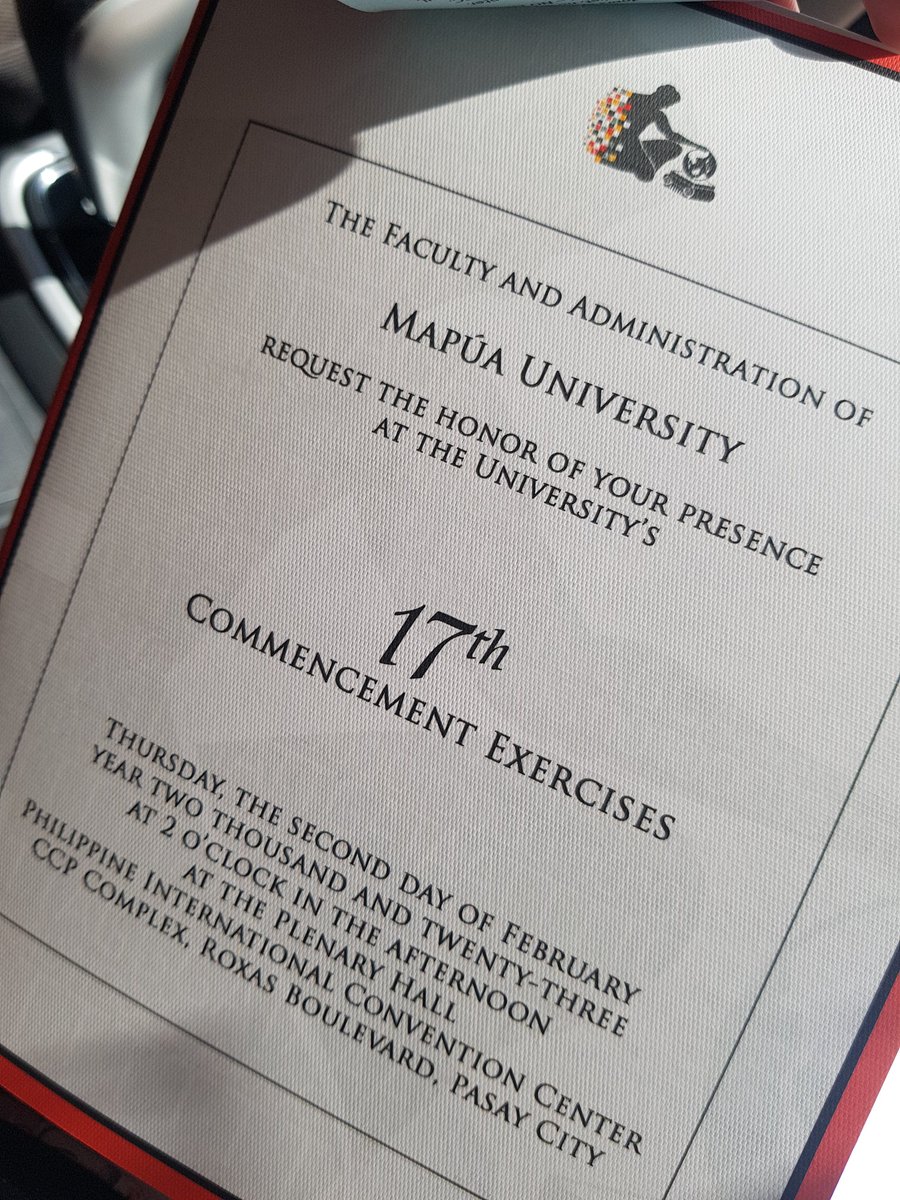 The Faculty and Administration of
Mapúa University
request the honor of your presence
at the University's
17th
Commencement Exercises
Thursday, the second day of February
year two thousand and twenty-three
at 2 o'clock in the afternoon
at the Plenary Hall
Philippine International Convention Center
CCP Complex, Roxas Boulevard, Pasay City